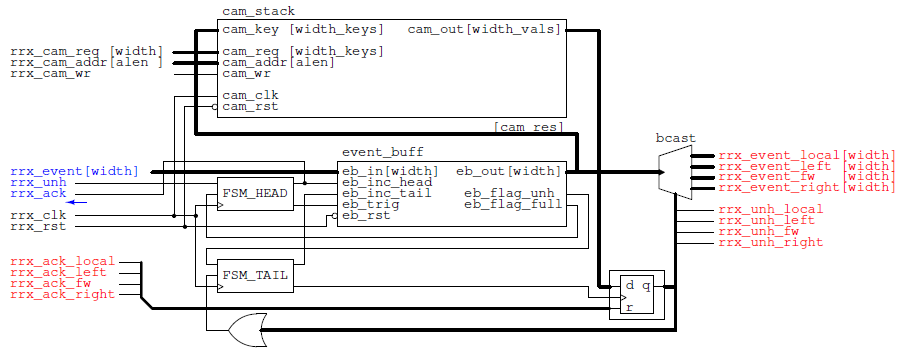 cam_stack
cam_key [width_keys] cam_out[width_vals]
rrx_cam_req [width] cam_req [width_keys]
rrx_cam_addr[alen ] cam_addr[alen]
rrx_cam_wr cam_wr
cam_clk
cam_rst
[cam_res]
bcast
event_buff
rrx_event_local[width]
rrx_event_left [width]
rrx_event_fw [width]
rrx_event_right[width]
rrx_event[width] eb_in[width] eb_out[width]
rrx_unh eb_inc_head
rrx_ack FSM_HEAD eb_inc_tail eb_flag_unh
eb_trig eb_flag_full
rrx_clk eb_rst
rrx_rst
rrx_unh_local
rrx_unh_left
rrx_unh_fw
rrx_unh_right
rrx_ack_local
rrx_ack_left FSM_TAIL
rrx_ack_fw d q
rrx_ack_right
r